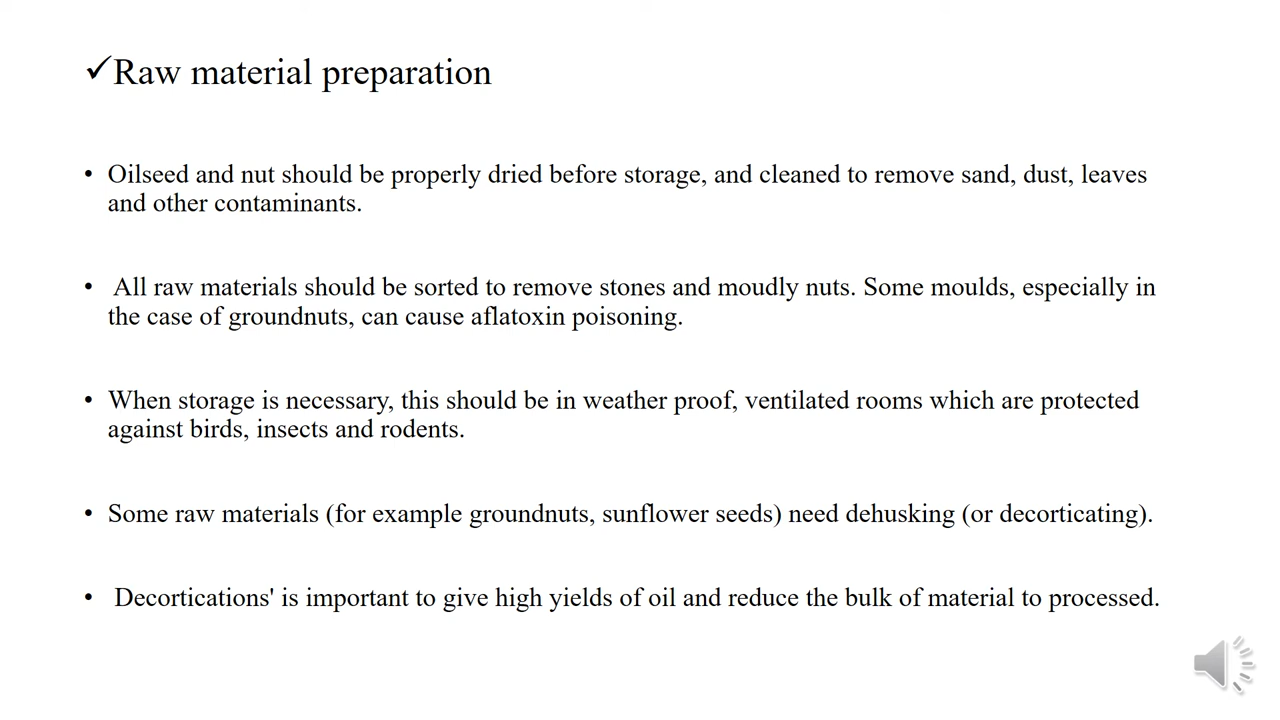 ✓Raw material preparation
• Oilseed and nut should be properly dried before storage, and cleaned to remove sand, dust, leaves
and other contaminants.
• All raw materials should be sorted to remove stones and moudly nuts. Some moulds, especially in
the case of groundnuts, can cause aflatoxin poisoning.
• When storage is necessary, this should be in weather proof, ventilated rooms which are protected
against birds, insects and rodents.
• Some raw materials (for example groundnuts, sunflower seeds) need dehusking (or decorticating).
• Decortications' is important to give high yields of oil and reduce the bulk of material to processed.